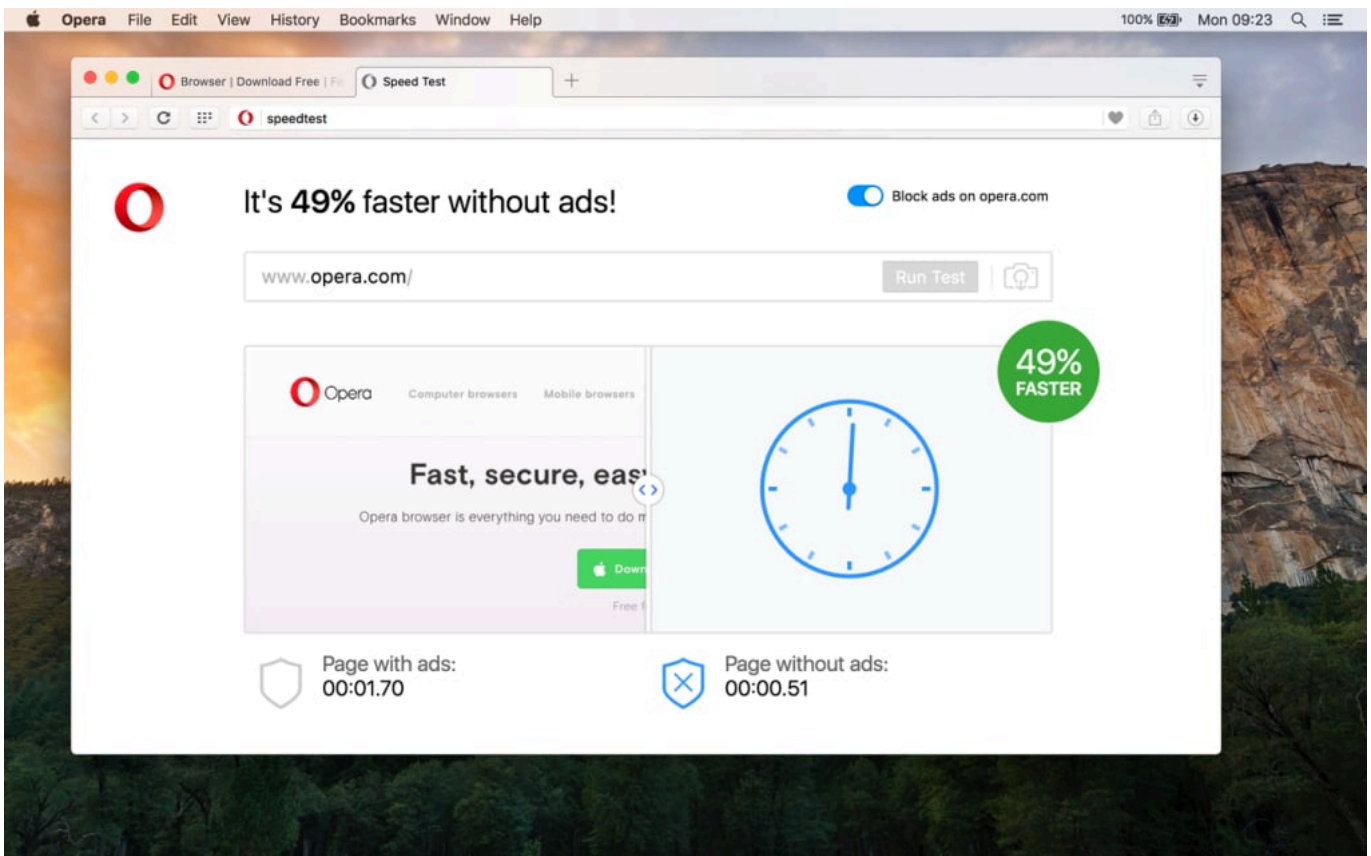 Opera File Edit View History Bookmarks Window Help 100% Mon 09:23
Browser | Download Free | Speed Test
speedtest
It's 49% faster without ads!
Block ads on opera.com
www.opera.com/ Run Test
49%
FASTER
Opera Computer browsers Mobile browsers
Fast, secure, eas
Opera browser is everything you need to do
Down
Free
Page with ads:
00:01.70
Page without ads:
00:00.51